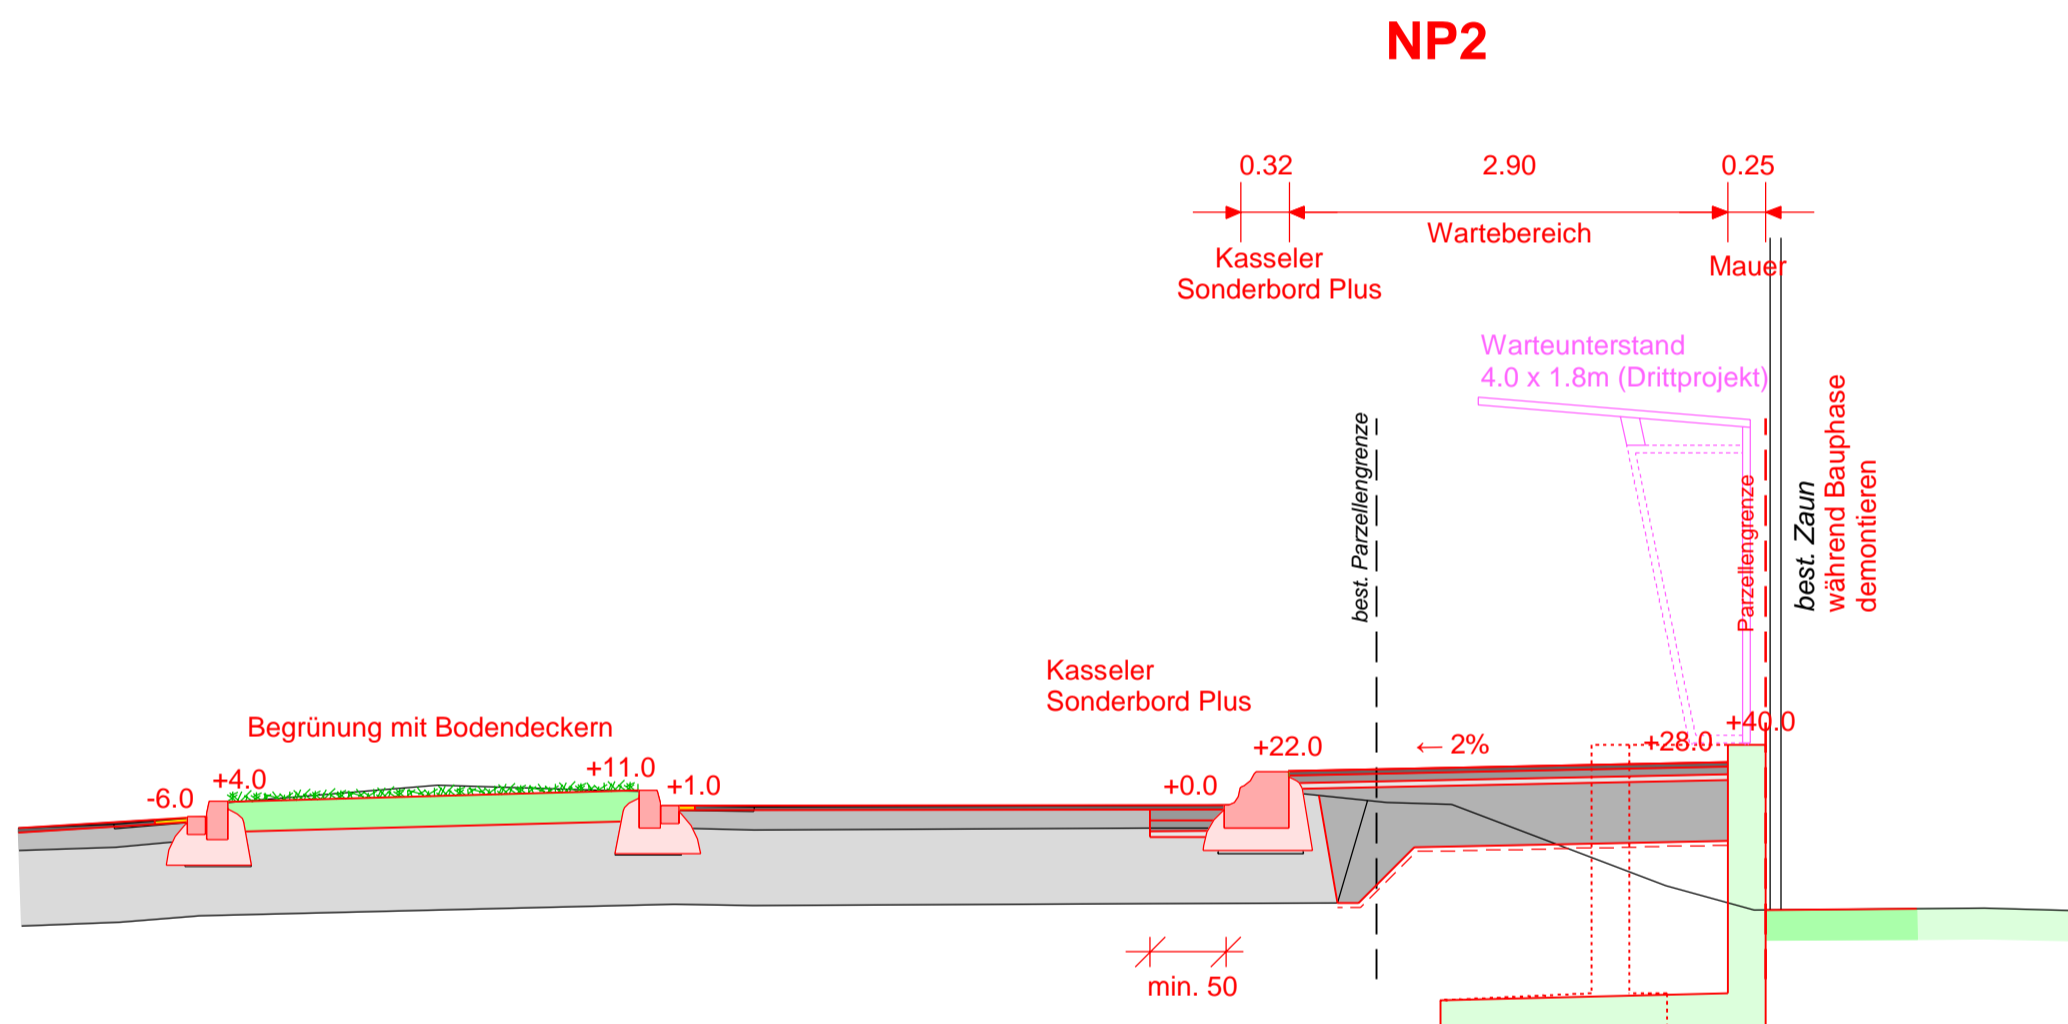 NP2
0.32
2.90
0.25
Wartebereich
Kasseler
Sonderbord Plus
Mauer
Warteunterstand
4.0 x 1.8m (Drittprojekt)
best. Parzellengrenze
Parzellengrenze
best. Zaun
während Bauphase
demontieren
Kasseler
Sonderbord Plus
Begrünung mit Bodendeckern
-6.0
+4.0
+11.0
+1.0
+0.0
+22.0
← 2%
+28.0
+40.0
min. 50